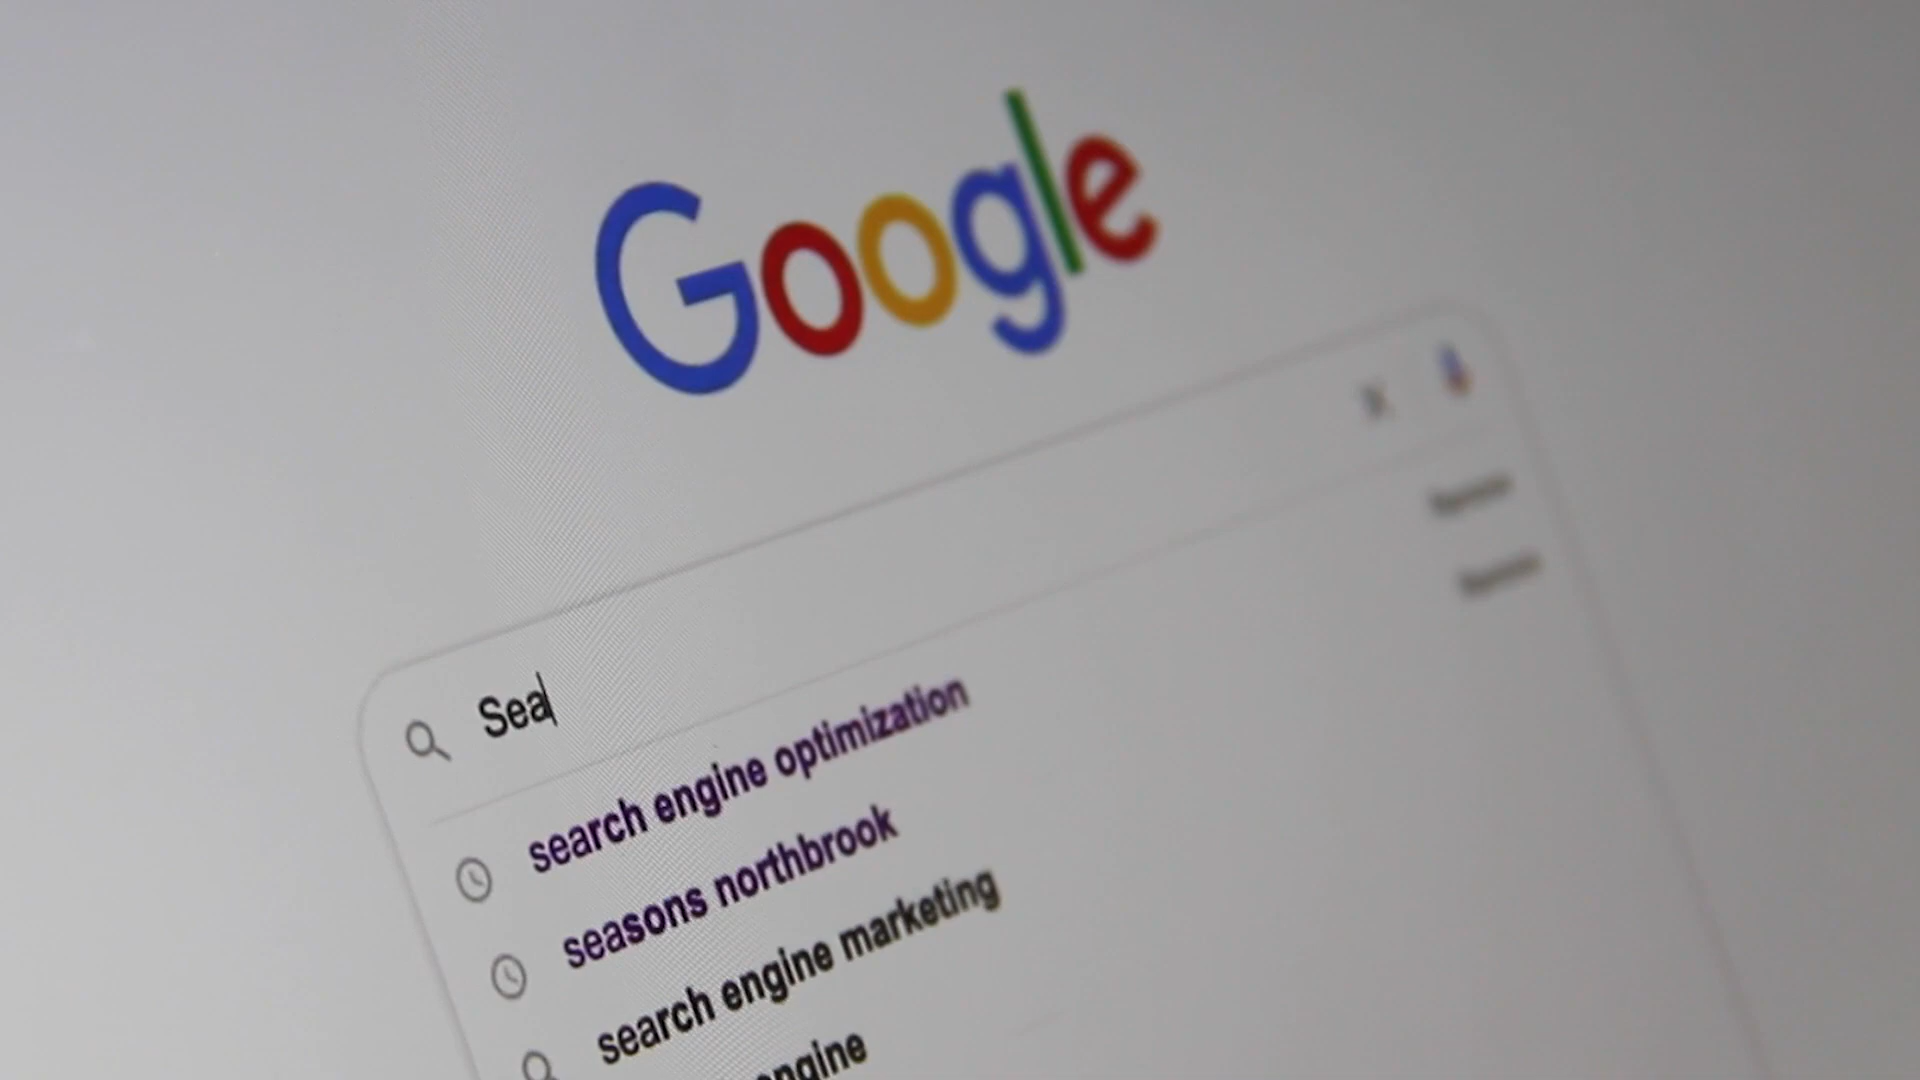 Google
Sea
search engine optimization
seasons northbrook
search engine marketing
engine